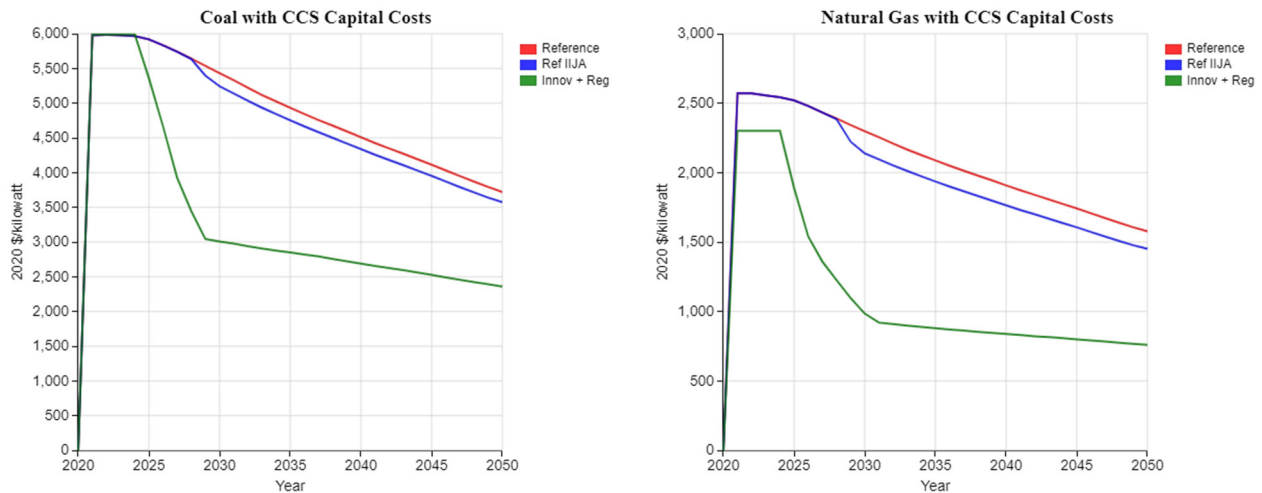 Coal with CCS Capital Costs
6,000
5,500
5,000
4,500
4,000
3,500
3,000
2,500
2,000
1,500
1,000
500
0
2020 $/kilowatt
2020 2025 2030 2035 2040 2045 2050
Year
Reference
Ref IIJA
Innov + Reg
Natural Gas with CCS Capital Costs
3,000
2,500
2,000
1,500
1,000
500
0
2020 $/kilowatt
2020 2025 2030 2035 2040 2045 2050
Year
Reference
Ref IIJA
Innov + Reg